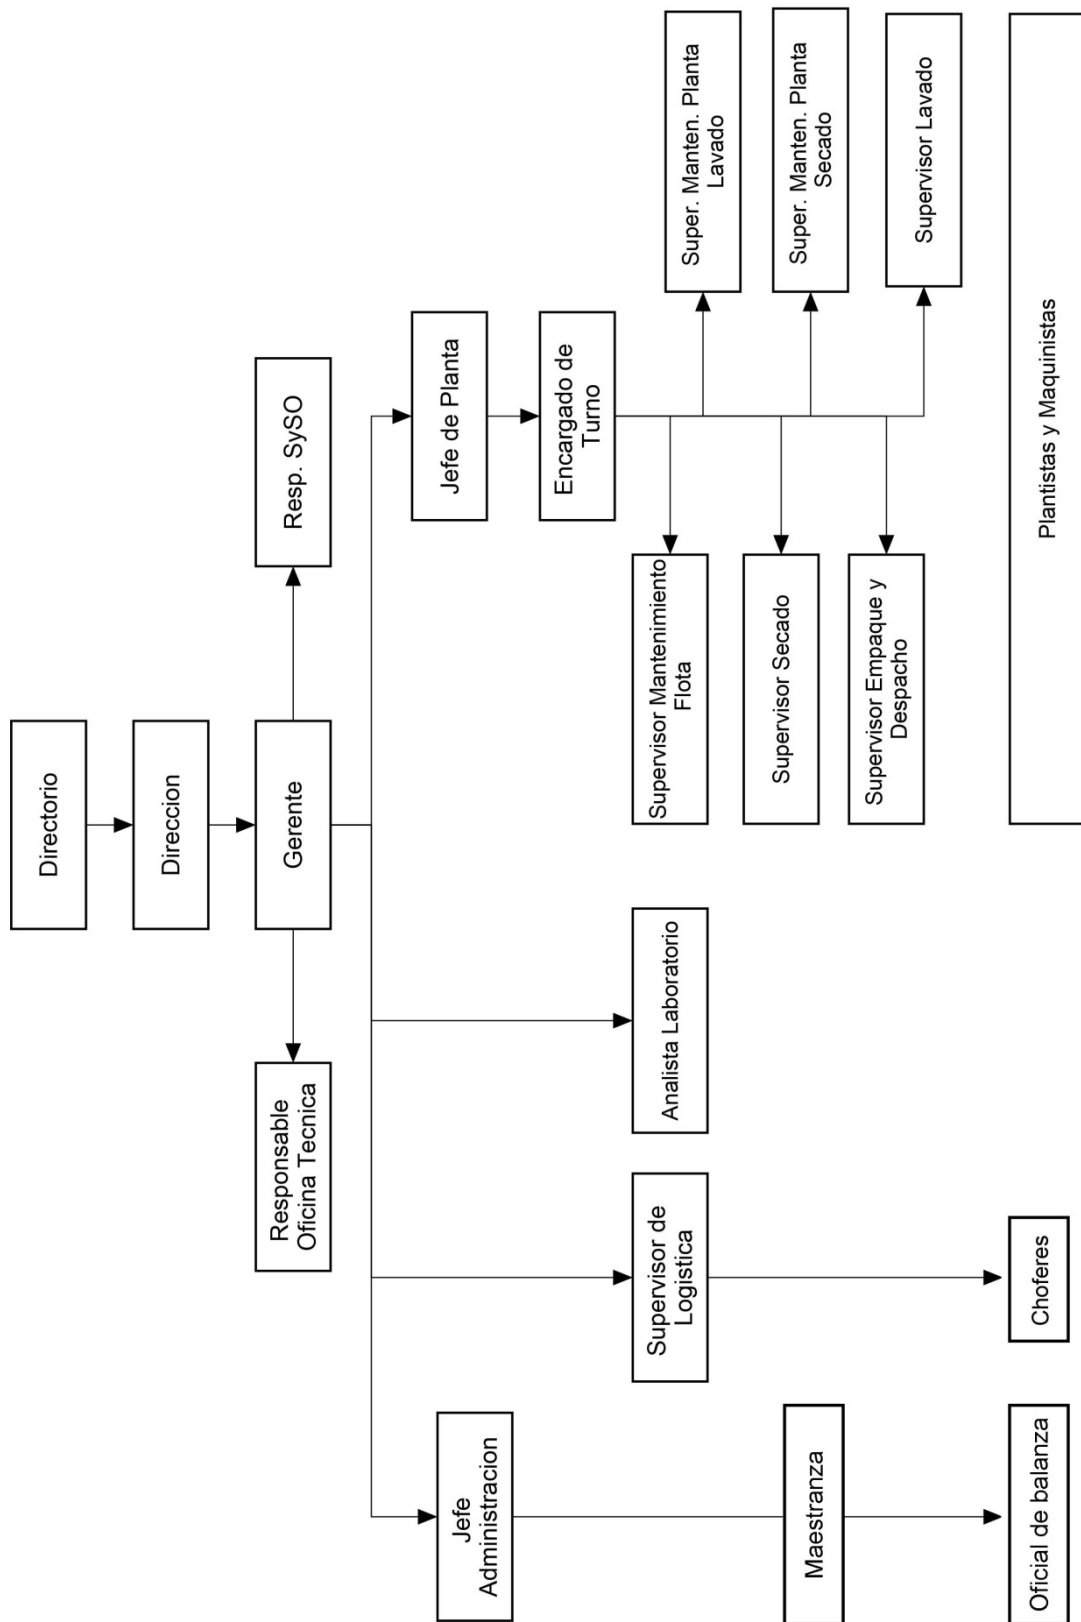 Directorio
Direccion
Responsable
Oficina Tecnica
Gerente
Resp. SySO
Jefe
Administracion
Jefe de Planta
Encargado de
Turno
Supervisor de
Logistica
Analista Laboratorio
Supervisor Mantenimiento
Flota
Super. Manten. Planta
Lavado
Supervisor Secado
Super. Manten. Planta
Secado
Maestranza
Supervisor Empaque y
Despacho
Supervisor Lavado
Oficial de balanza
Choferes
Plantistas y Maquinistas